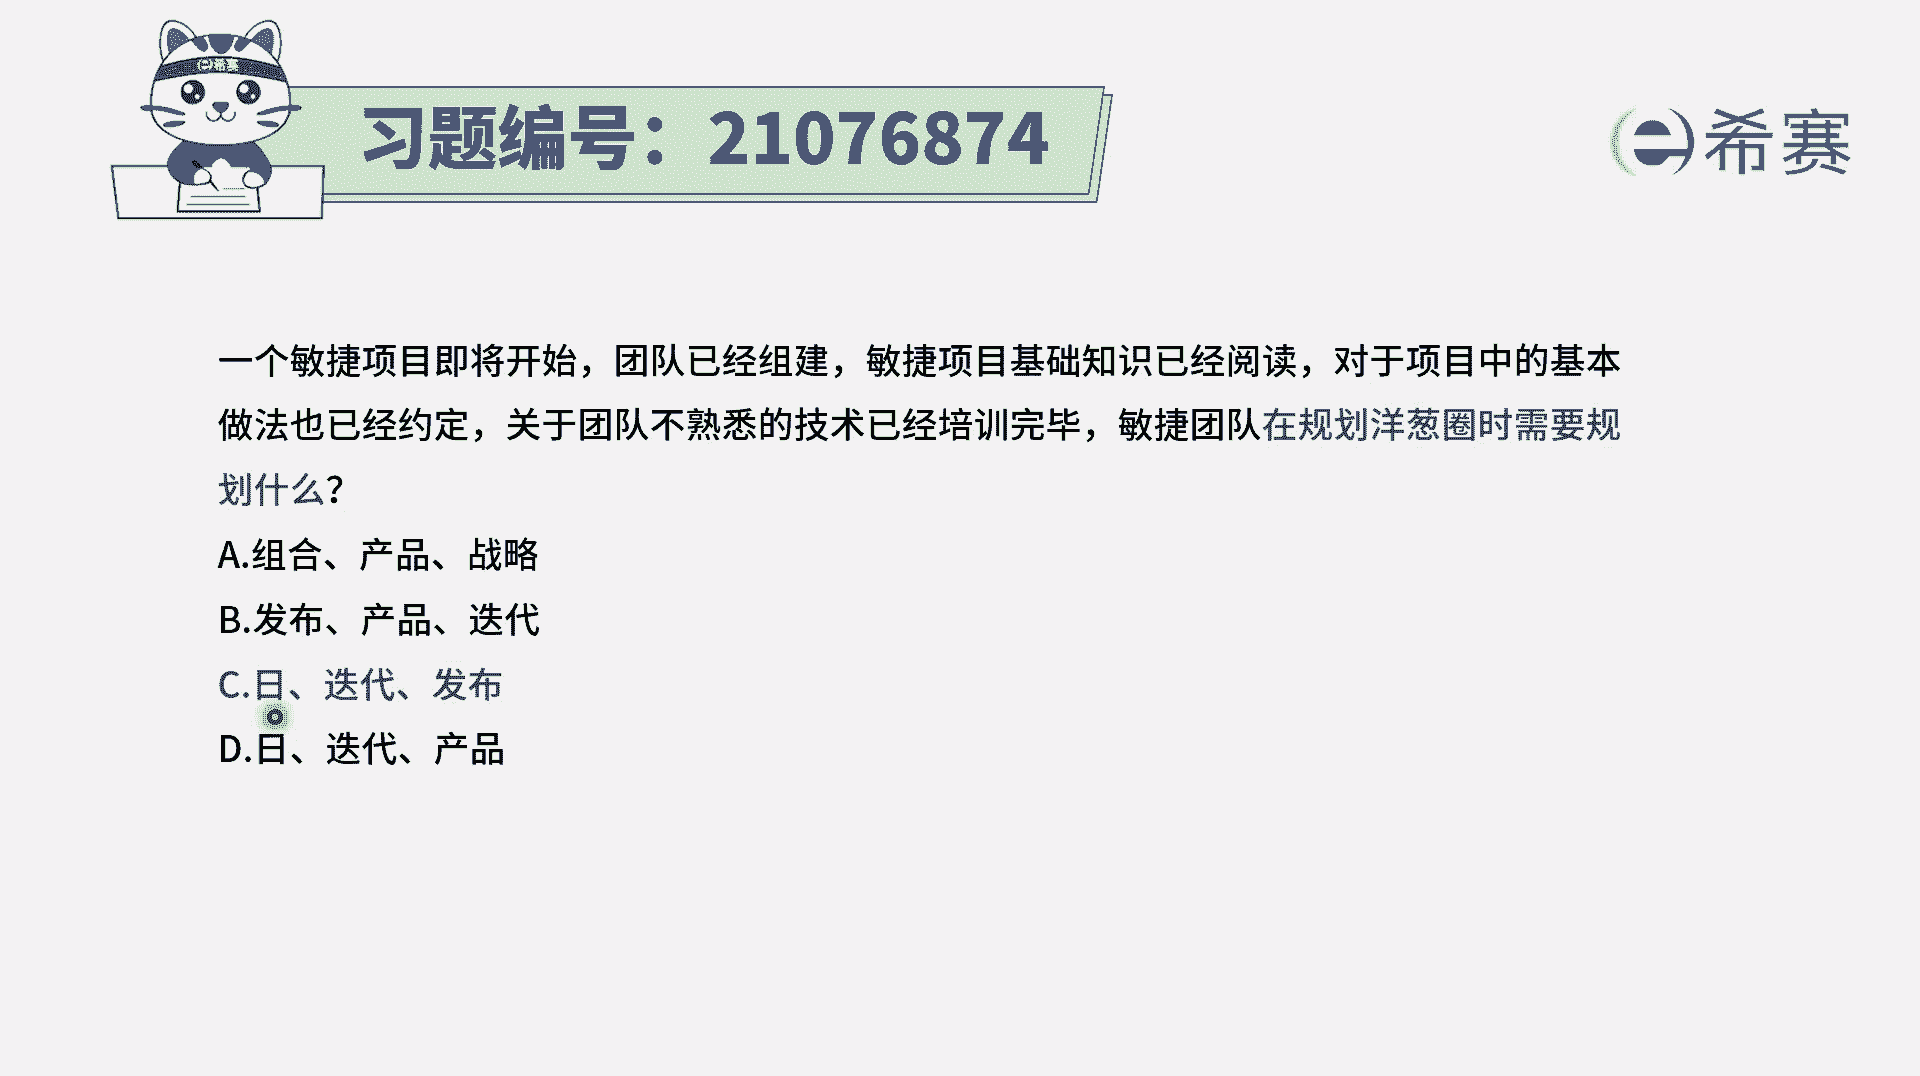 希赛
习题编号：21076874
希赛
一个敏捷项目即将开始，团队已经组建，敏捷项目基础知识已经阅读，对于项目中的基本
做法也已经约定，关于团队不熟悉的技术已经培训完毕，敏捷团队在规划洋葱圈时需要规
划什么？
A.组合、产品、战略
B.发布、产品、迭代
C.日、迭代、发布
D.日、迭代、产品